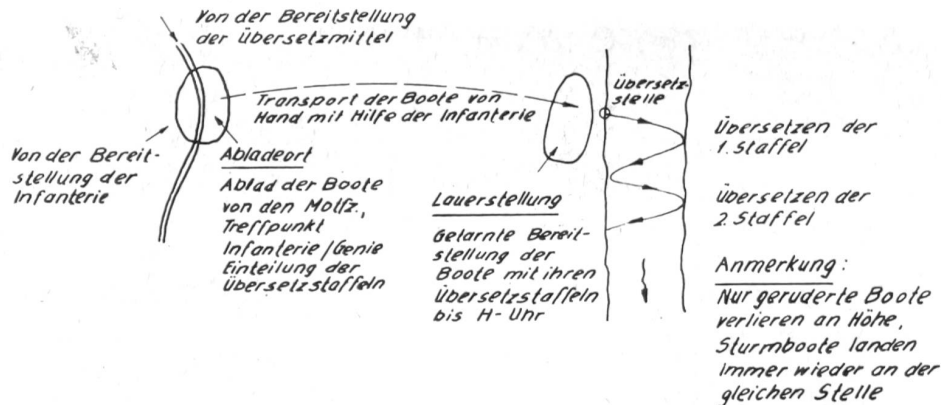 Von der Bereitstellung
der Übersetzmittel
Übersetz-
stelle
Transport der Boote von
Hand mit Hilfe der Infanterie
Von der Bereit-
stellung der
Infanterie
Abladeort
Ablad der Boote
von den Motfz.,
Treffpunkt
Infanterie/Genie
Einteilung der
Übersetzstaffeln
Lauerstellung
Getarnte Bereit-
stellung der
Boote mit ihren
Übersetzstaffeln
bis H-Uhr
Übersetzen der
1. Staffel
Übersetzen der
2. Staffel
Anmerkung:
Nur geruderte Boote
verlieren an Höhe,
Sturmboote landen
immer wieder an der
gleichen Stelle